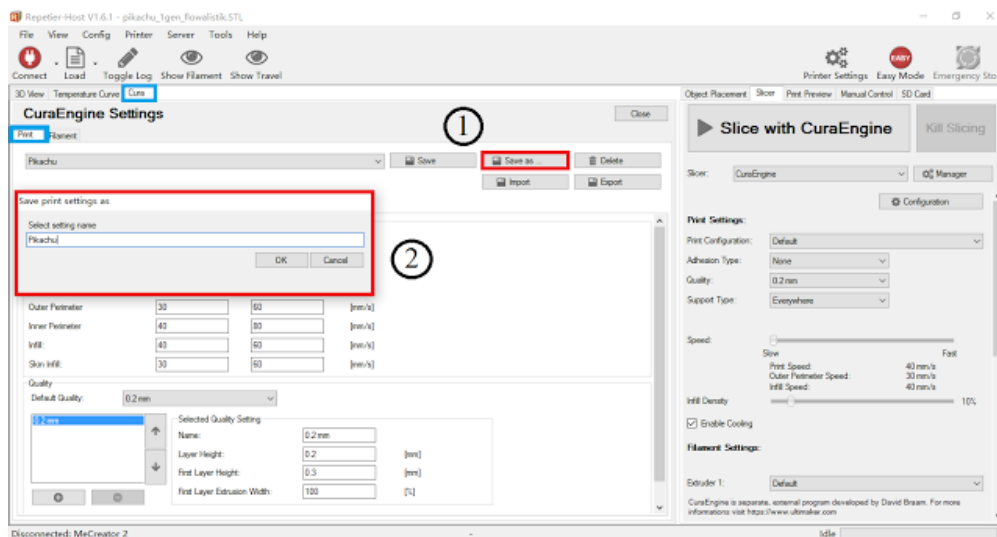 Repetier-Host V1.6.1 - pikachu_1gen_flowalistik.STL
File View Config Printer Server Tools Help
Connect Load Toggle Log Show Filament Show Travel Printer Settings Easy Mode Emergency Sto
EASY
3D View Temperature Curve Cura
CuraEngine Settings
Close
Print Filament
1
Pikachu
Save
Save as ...
Delete
Import
Export
Save print settings as
Select setting name
Pikachu
OK Cancel
2
Outer Perimeter 30 60 [mm/s]
Inner Perimeter 40 80 [mm/s]
Infill: 40 60 [mm/s]
Skin Infill: 30 60 [mm/s]
Quality
Default Quality: 0.2 mm
0.2 mm
Selected Quality Setting
Name: 0.2 mm
Layer Height: 0.2 [mm]
First Layer Height: 0.3 [mm]
First Layer Extrusion Width: 100 [%]
Object Placement Slicer Print Preview Manual Control SD Card
Slice with CuraEngine
Kill Slicing
Slicer: CuraEngine
Manager
Configuration
Print Settings:
Print Configuration: Default
Adhesion Type: None
Quality: 0.2 mm
Support Type: Everywhere
Speed:
Slow Fast
Print Speed: 40 mm/s
Outer Perimeter Speed: 30 mm/s
Infill Speed: 40 mm/s
Infill Density 10%
Enable Cooling
Filament Settings:
Extruder 1: Default
CuraEngine is separate, external program developed by David Braam. For more
informations visit https://www.ultimaker.com
Disconnected: MeCreator 2 - Idle